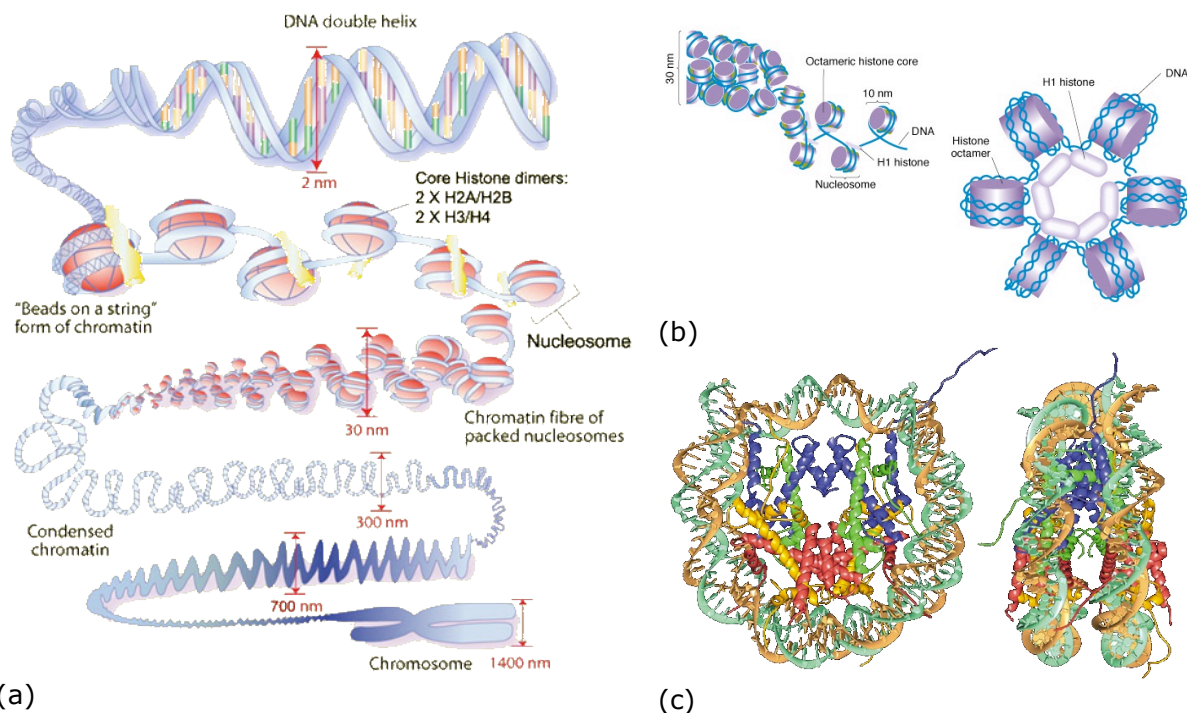 DNA double helix
2 nm
Core Histone dimers:
2 X H2A/H2B
2 X H3/H4
"Beads on a string"
form of chromatin
Nucleosome
30 nm
Chromatin fibre of
packed nucleosomes
Condensed
chromatin
300 nm
700 nm
Chromosome
1400 nm
(a)
30 nm
Octameric histone core
10 nm
DNA
H1 histone
Nucleosome
H1 histone
DNA
Histone
octamer
(b)
(c)